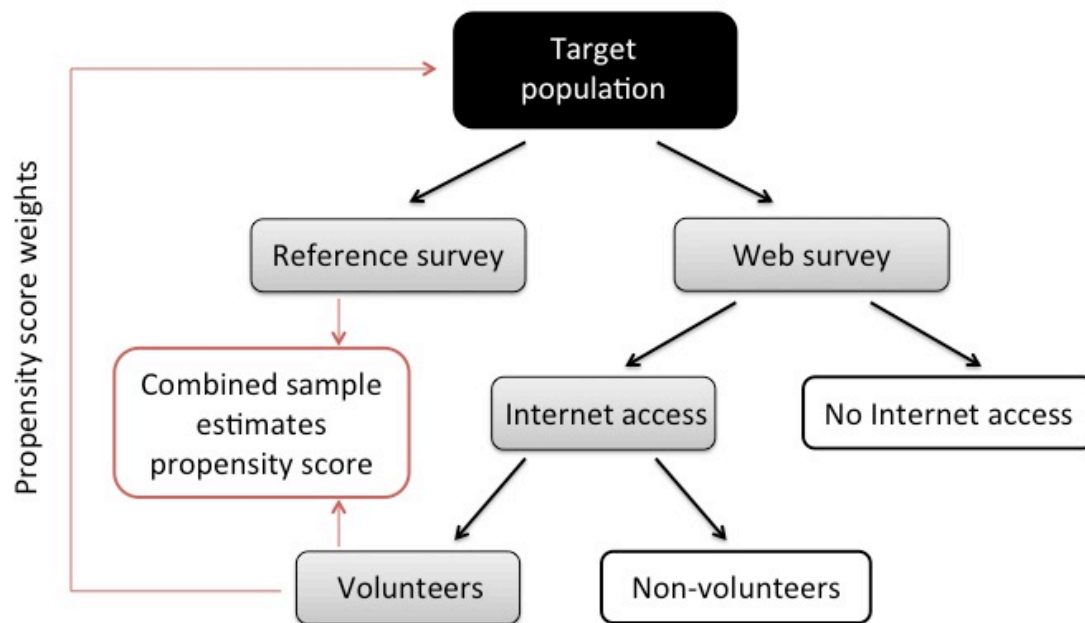 Target
population
Propensity score weights
Reference survey
Web survey
Combined sample
estimates
propensity score
Internet access
No Internet access
Volunteers
Non-volunteers